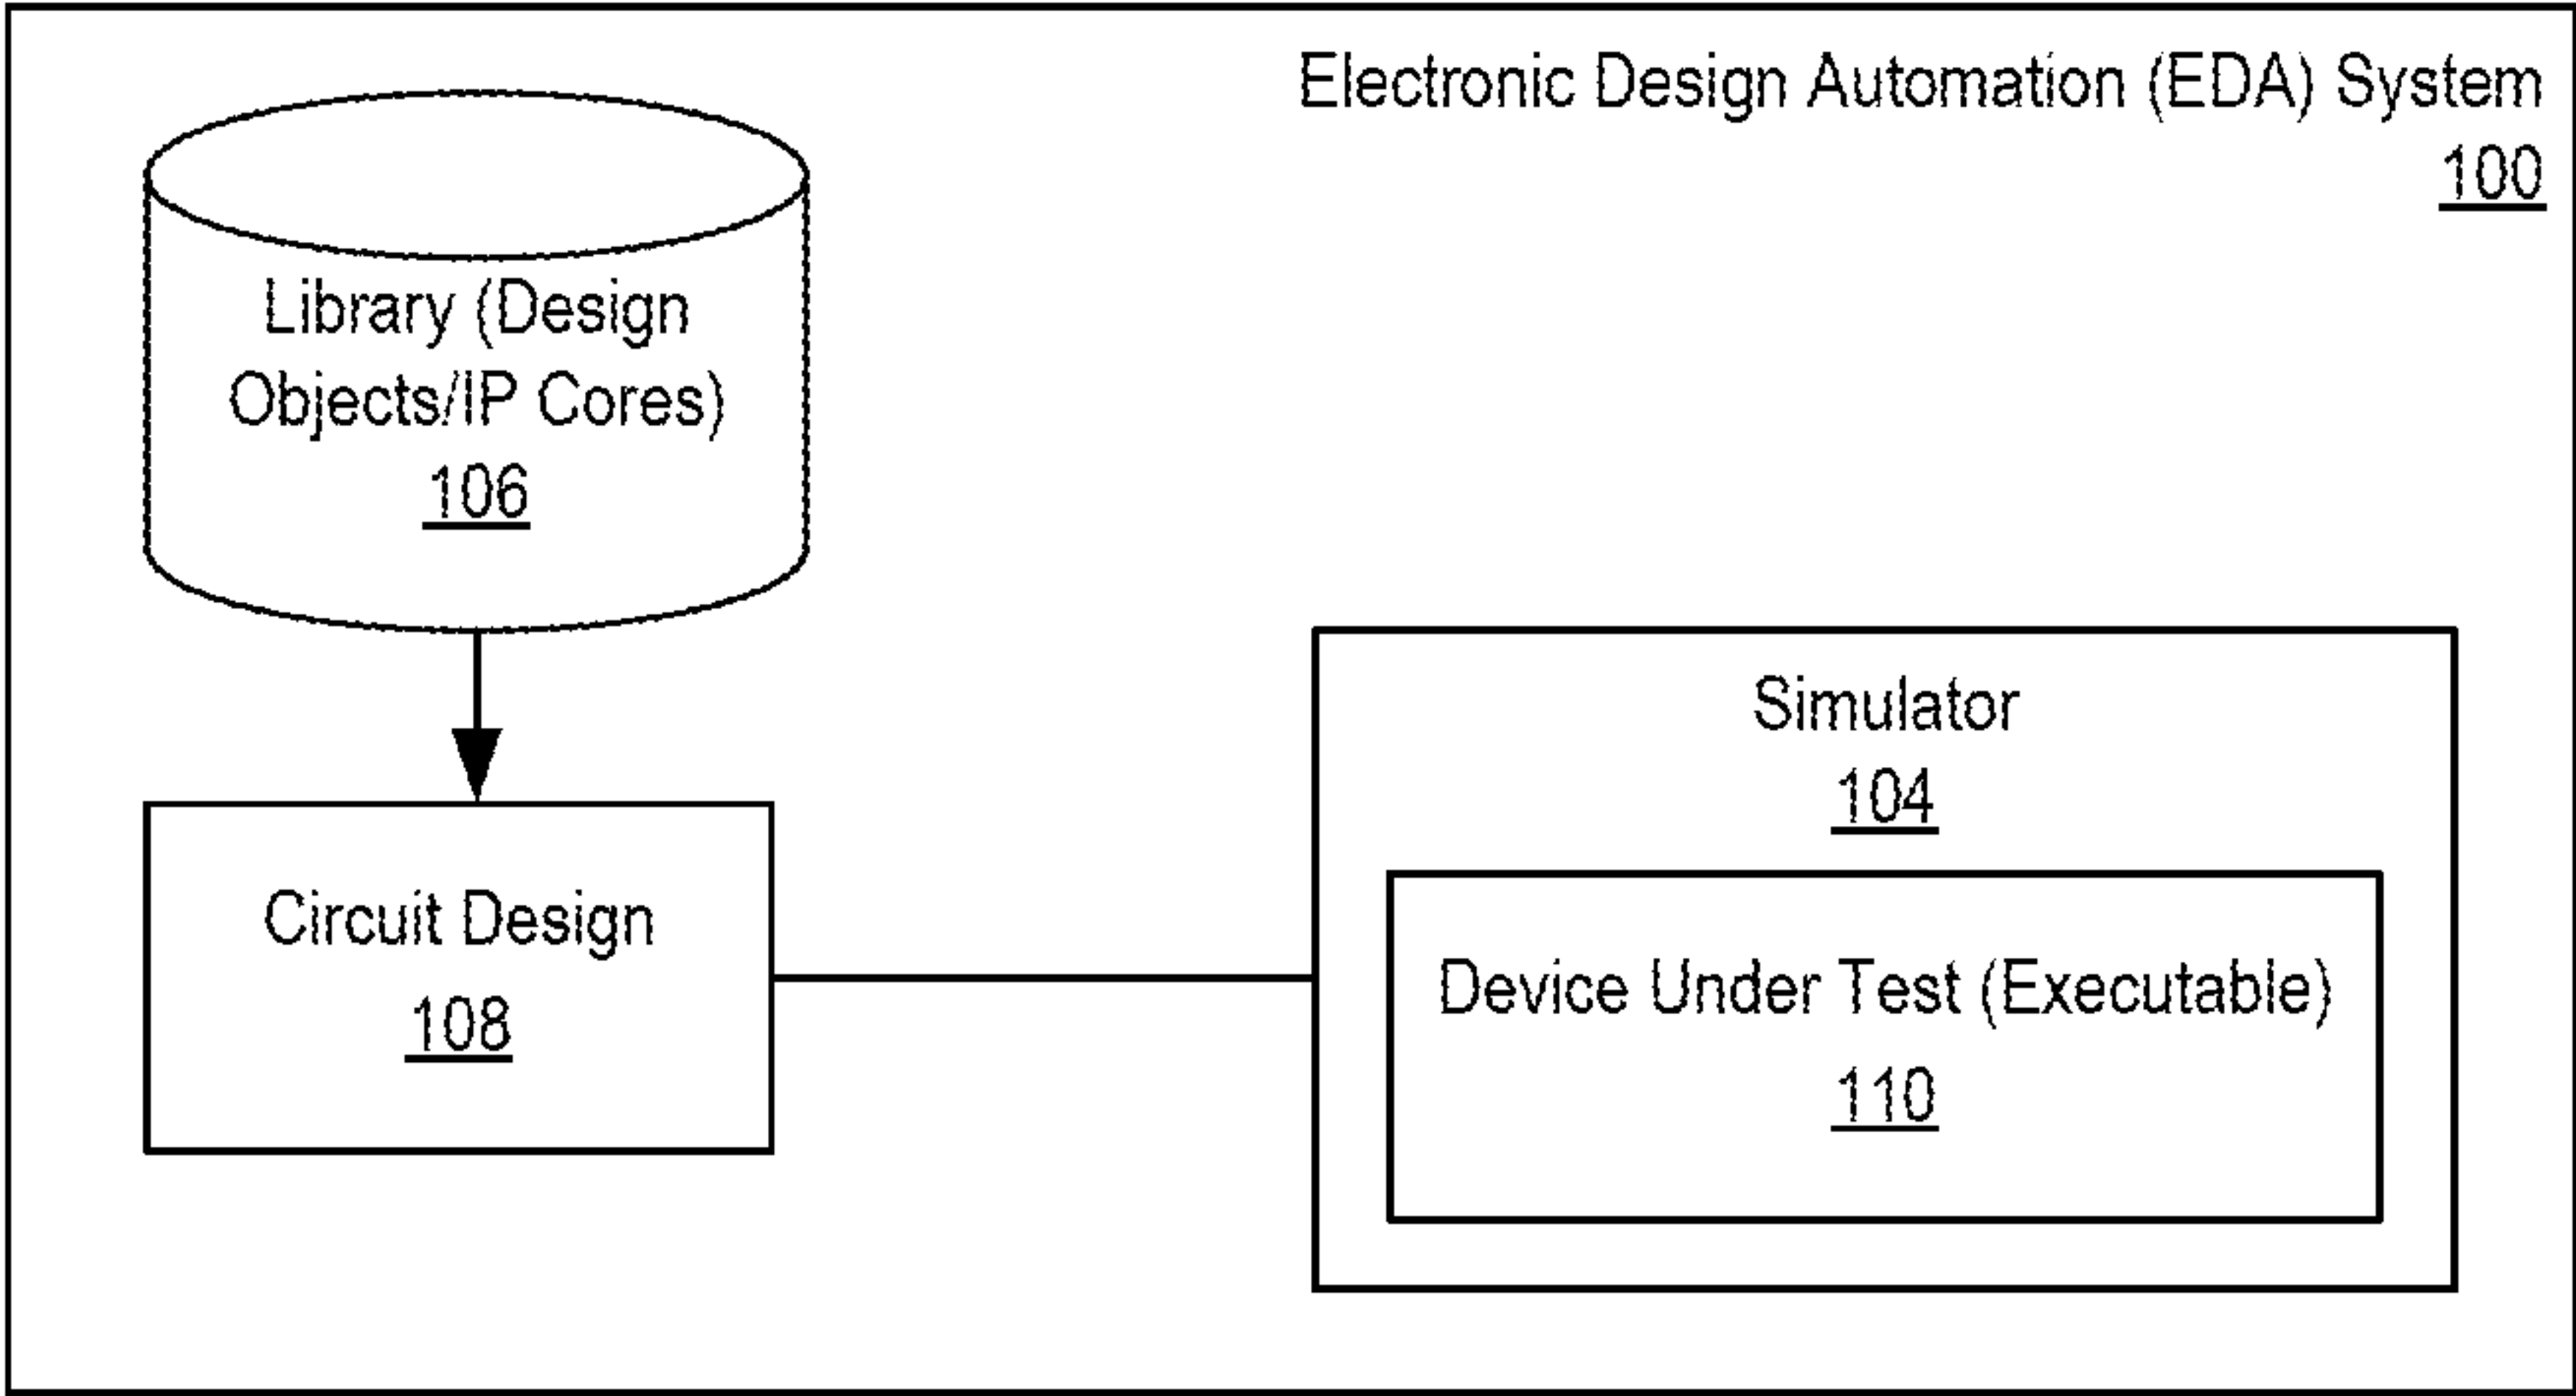 Electronic Design Automation (EDA) System
100
Library (Design
Objects/IP Cores)
106
Simulator
104
Circuit Design
108
Device Under Test (Executable)
110